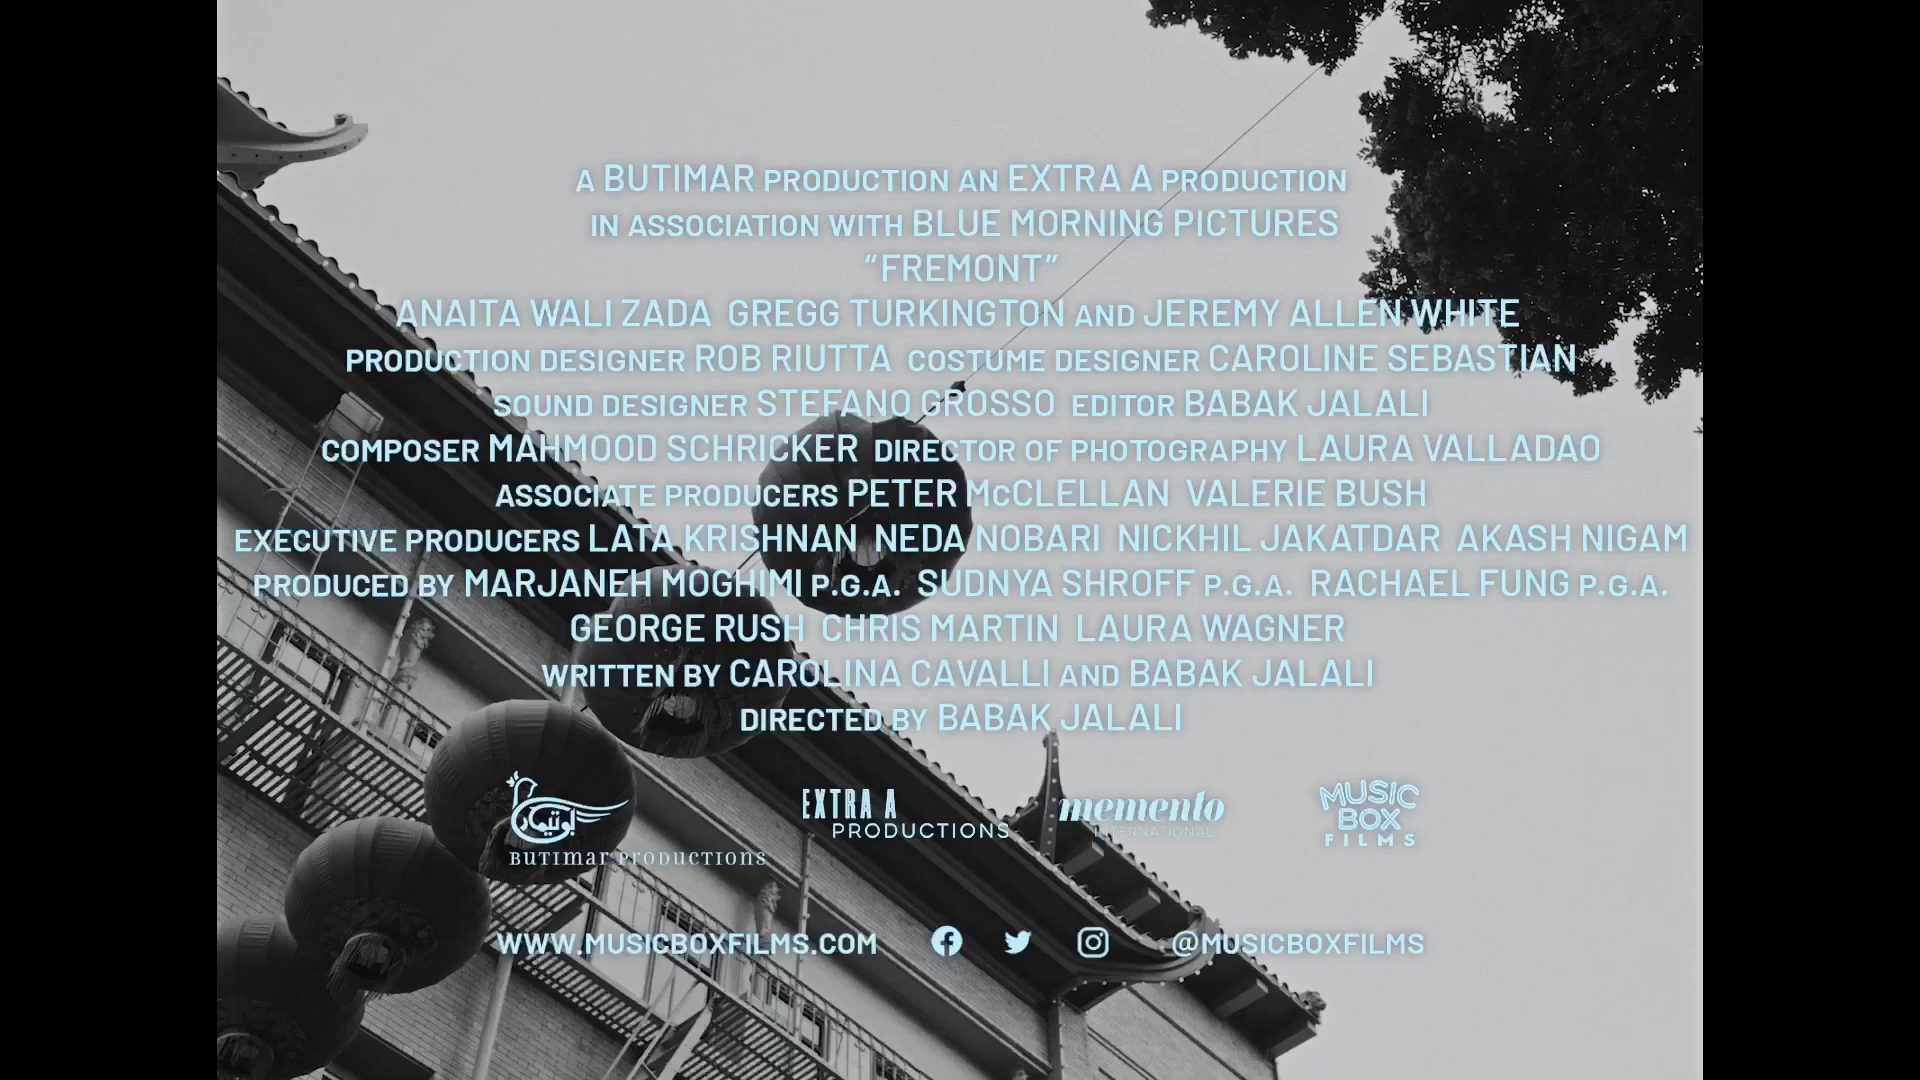 A BUTIMAR PRODUCTION AN EXTRA A PRODUCTION
IN ASSOCIATION WITH BLUE MORNING PICTURES
“FREMONT”
ANAITA WALI ZADA GREGG TURKINGTON AND JEREMY ALLEN WHITE
PRODUCTION DESIGNER ROB RIUTTA COSTUME DESIGNER CAROLINE SEBASTIAN
SOUND DESIGNER STEFANO GROSSO EDITOR BABAK JALALI
COMPOSER MAHMOOD SCHRICKER DIRECTOR OF PHOTOGRAPHY LAURA VALLADAO
ASSOCIATE PRODUCERS PETER McCLELLAN VALERIE BUSH
EXECUTIVE PRODUCERS LATA KRISHNAN NEDA NOBARI NICKHIL JAKATDAR AKASH NIGAM
PRODUCED BY MARJANEH MOGHIMI P.G.A. SUDNYA SHROFF P.G.A. RACHAEL FUNG P.G.A.
GEORGE RUSH CHRIS MARTIN LAURA WAGNER
WRITTEN BY CAROLINA CAVALLI AND BABAK JALALI
DIRECTED BY BABAK JALALI
بوتیمار
BUTIMAR PRODUCTIONS
EXTRA A
PRODUCTIONS
memento
INTERNATIONAL
MUSIC
BOX
FILMS
WWW.MUSICBOXFILMS.COM @MUSICBOXFILMS